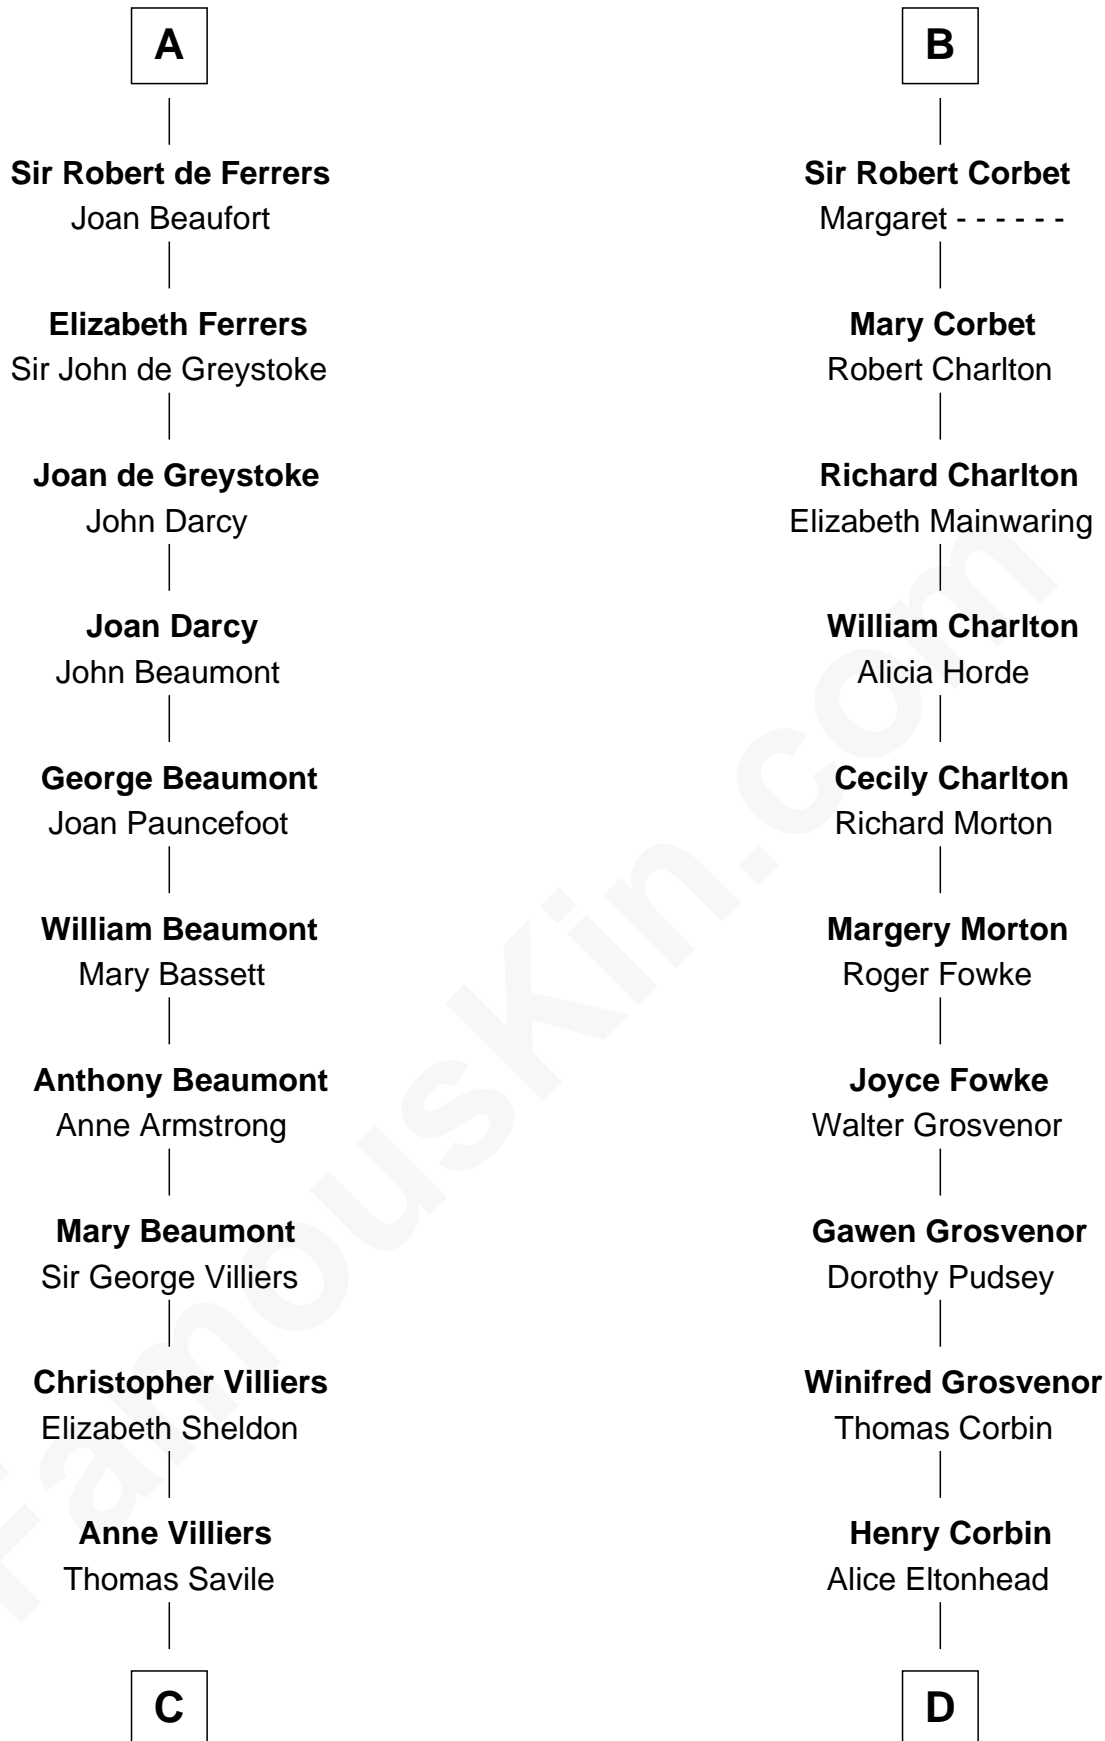 A
Sir Robert de Ferrers
Joan Beaufort
Elizabeth Ferrers
Sir John de Greystoke
Joan de Greystoke
John Darcy
Joan Darcy
John Beaumont
George Beaumont
Joan Pauncefoot
William Beaumont
Mary Bassett
Anthony Beaumont
Anne Armstrong
Mary Beaumont
Sir George Villiers
Christopher Villiers
Elizabeth Sheldon
Anne Villiers
Thomas Savile
C
B
Sir Robert Corbet
Margaret - - - - - -
Mary Corbet
Robert Charlton
Richard Charlton
Elizabeth Mainwaring
William Charlton
Alicia Horde
Cecily Charlton
Richard Morton
Margery Morton
Roger Fowke
Joyce Fowke
Walter Grosvenor
Gawen Grosvenor
Dorothy Pudsey
Winifred Grosvenor
Thomas Corbin
Henry Corbin
Alice Eltonhead
D
FamousKin.com